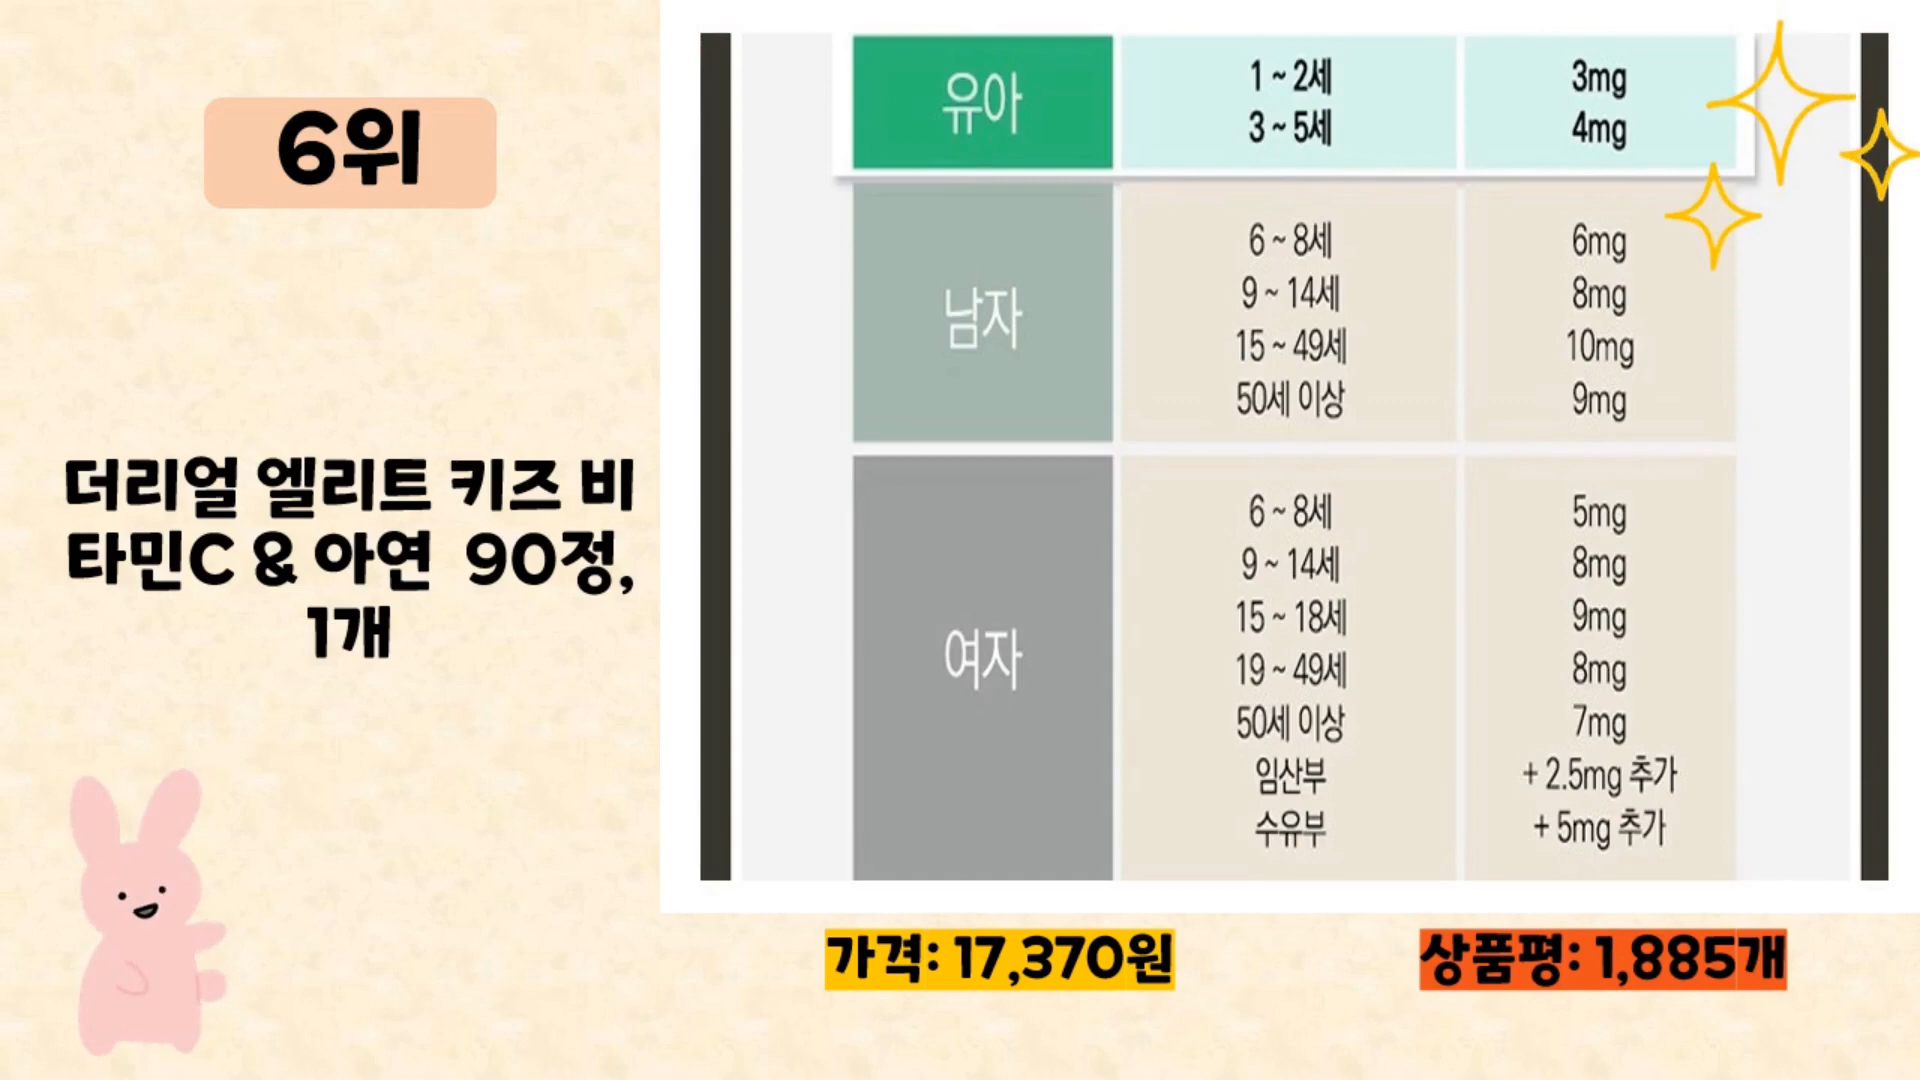 6위
더리얼 엘리트 키즈 비
타민C & 아연 90정,
1개
유아
1 ~ 2세 3mg
3 ~ 5세 4mg
남자
6 ~ 8세 6mg
9 ~ 14세 8mg
15 ~ 49세 10mg
50세 이상 9mg
여자
6 ~ 8세 5mg
9 ~ 14세 8mg
15 ~ 18세 9mg
19 ~ 49세 8mg
50세 이상 7mg
임산부 + 2.5mg 추가
수유부 + 5mg 추가
가격: 17,370원
상품평: 1,885개